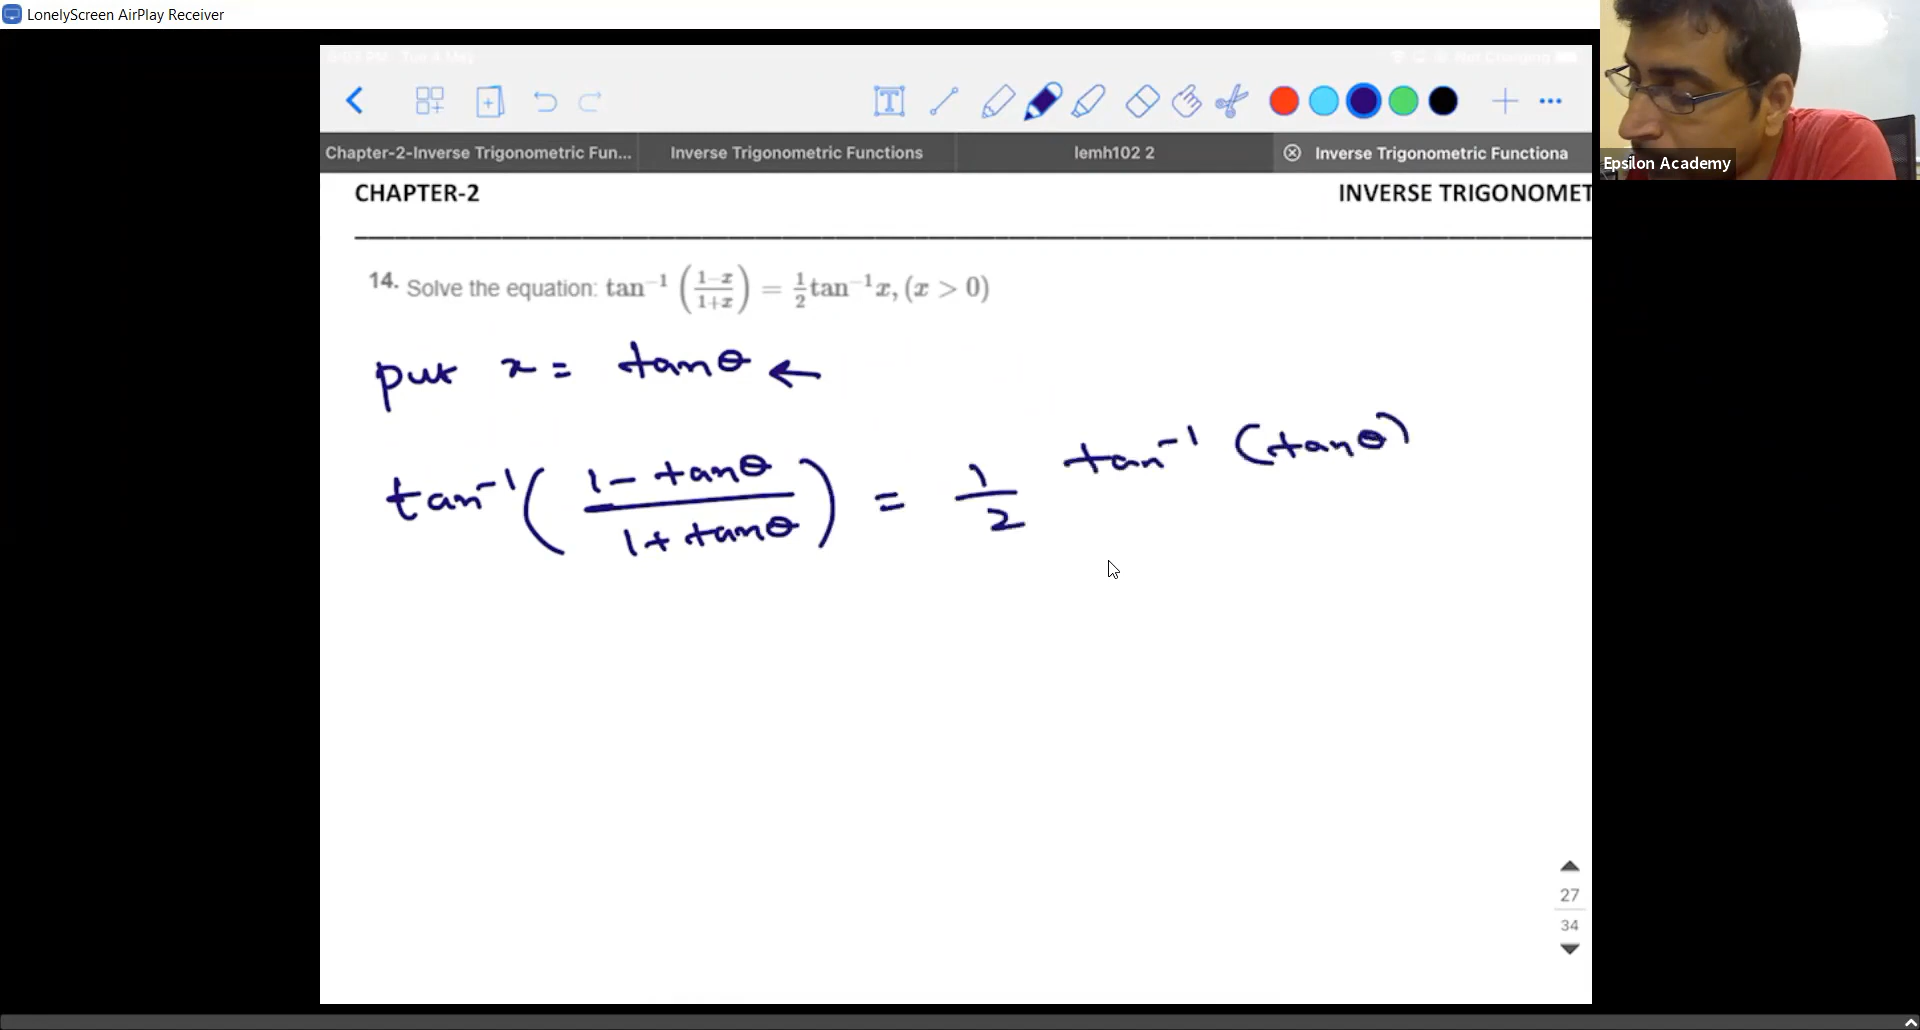 LonelyScreen AirPlay Receiver
Chapter-2-Inverse Trigonometric Fun...
Inverse Trigonometric Functions
lemh102 2
Inverse Trigonometric Functiona
Epsilon Academy
CHAPTER-2
INVERSE TRIGONOMET
14. Solve the equation: tan⁻¹ ((1−x)/(1+x)) = 1/2 tan⁻¹x, (x > 0)
put x = tanθ ←
tan⁻¹ ((1 − tanθ)/(1 + tanθ)) = 1/2 tan⁻¹ (tanθ)
27
34